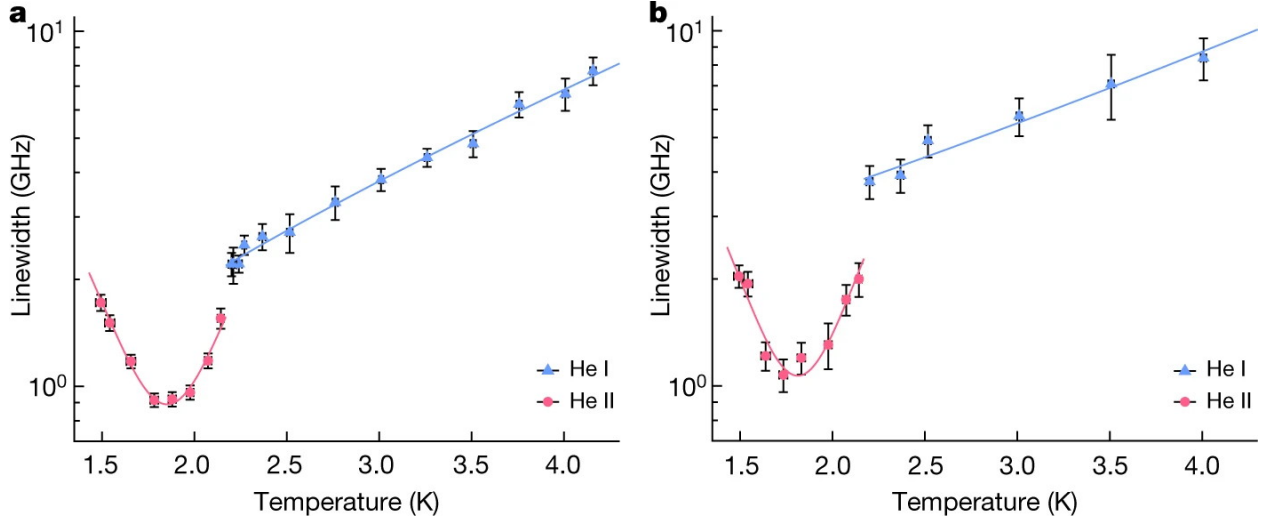 a
10¹
10⁰
Linewidth (GHz)
He I
He II
1.5 2.0 2.5 3.0 3.5 4.0
Temperature (K)
b
10¹
10⁰
Linewidth (GHz)
He I
He II
1.5 2.0 2.5 3.0 3.5 4.0
Temperature (K)